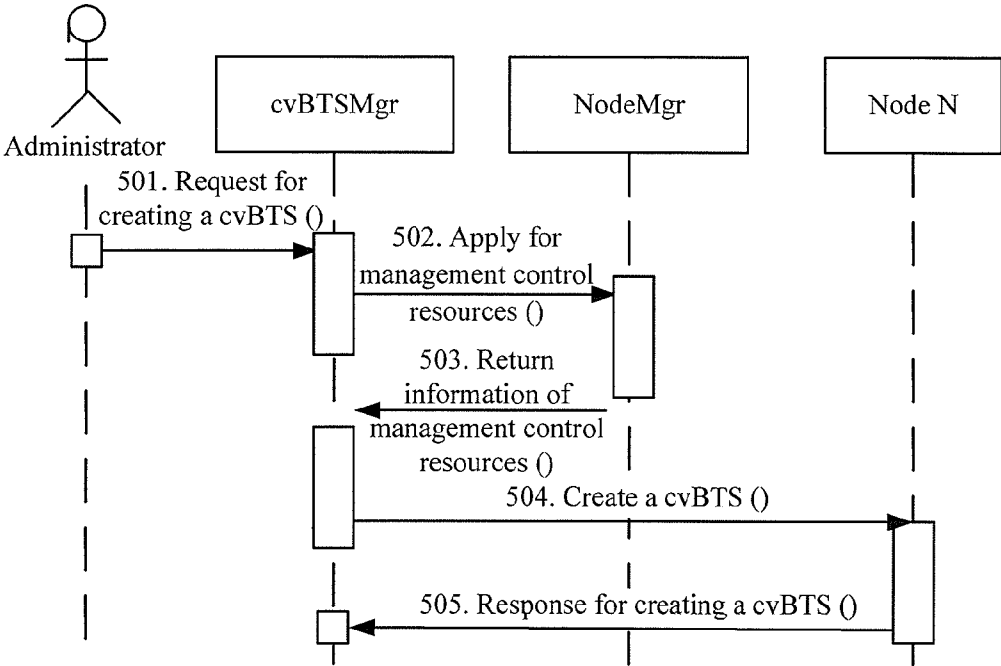 cvBTSMgr
NodeMgr
Node N
Administrator
501. Request for
creating a cvBTS ()
502. Apply for
management control
resources ()
503. Return
information of
management control
resources ()
504. Create a cvBTS ()
505. Response for creating a cvBTS ()